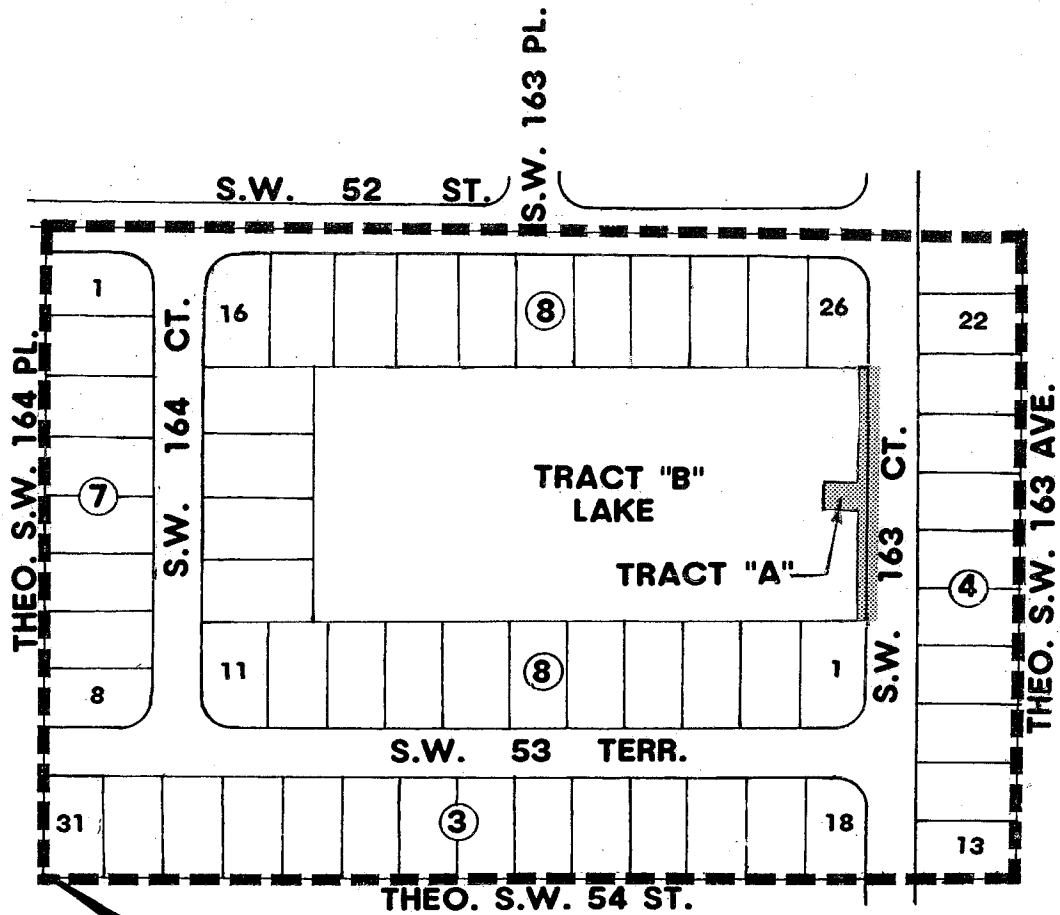 S.W. 163 PL.
S.W. 52 ST.
1
16
8
26
22
THEO. S.W. 164 PL.
S.W. 164 CT.
7
TRACT "B"
LAKE
TRACT "A"
S.W. 163 CT.
4
THEO. S.W. 163 AVE.
8
11
8
1
S.W. 53 TERR.
31
3
18
13
THEO. S.W. 54 ST.